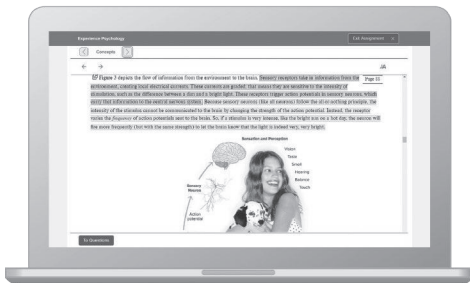 Experience Psychology
Exit Assignment
Concepts
Figure 3 depicts the flow of information from the environment to the brain. Sensory receptors take in information from the
Page 85
environment, creating local electrical currents. These currents are graded; that means they are sensitive to the intensity of
stimulation, such as the difference between a dim and a bright light. These receptors trigger action potentials in sensory neurons, which
carry that information to the central nervous system. Because sensory neurons (like all neurons) follow the all-or-nothing principle, the
intensity of the stimulus cannot be communicated to the brain by changing the strength of the action potential. Instead, the receptor
varies the frequency of action potentials sent to the brain. So, if a stimulus is very intense, like the bright sun on a hot day, the neuron will
fire more frequently (but with the same strength) to let the brain know that the light is indeed very, very bright.
Sensation and Perception
Vision
Taste
Smell
Hearing
Balance
Touch
Sensory
Neurons
Action
potential
To Questions